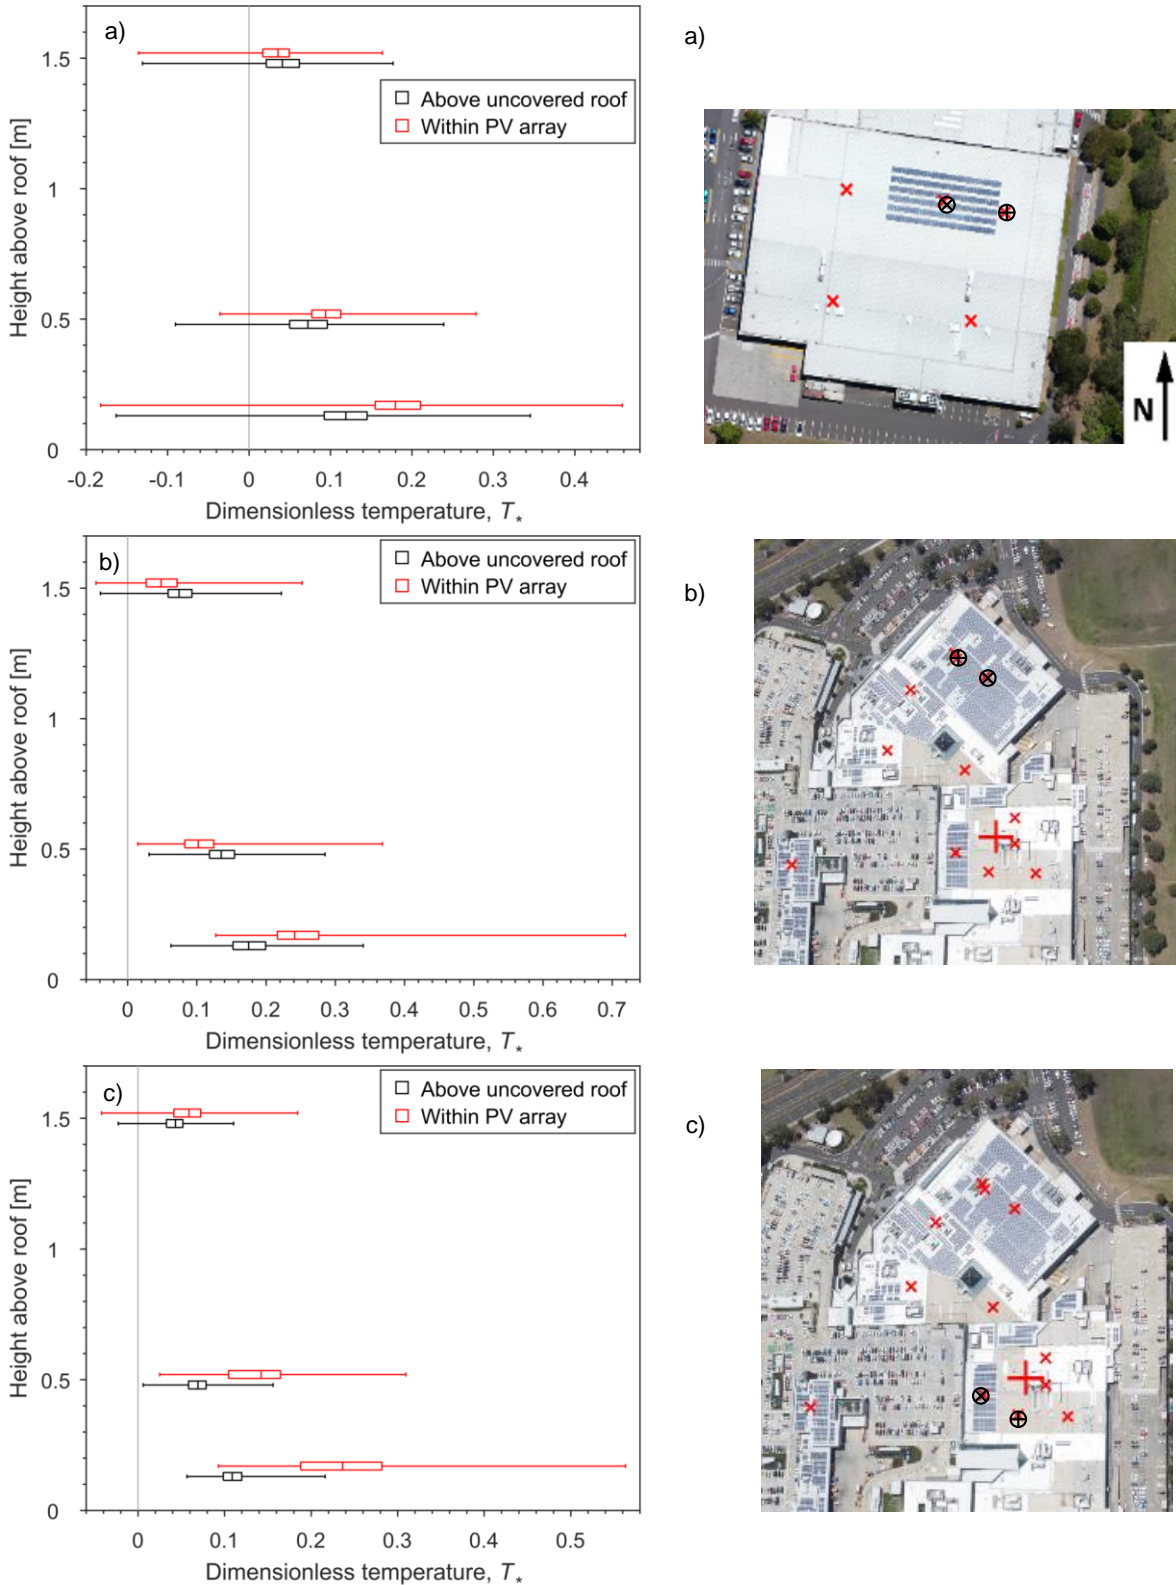 a)
1.5
1
0.5
0
Height above roof [m]
Above uncovered roof
Within PV array
-0.2
-0.1
0
0.1
0.2
0.3
0.4
Dimensionless temperature, T*
a)
N
b)
1.5
1
0.5
0
Height above roof [m]
Above uncovered roof
Within PV array
0
0.1
0.2
0.3
0.4
0.5
0.6
0.7
Dimensionless temperature, T*
b)
c)
1.5
1
0.5
0
Height above roof [m]
Above uncovered roof
Within PV array
0
0.1
0.2
0.3
0.4
0.5
Dimensionless temperature, T*
c)